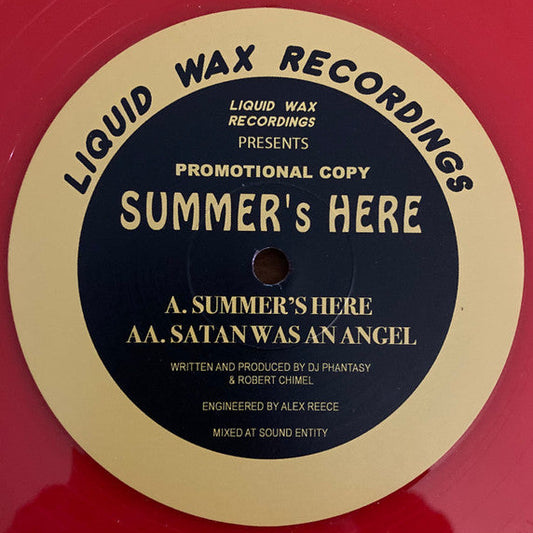 LIQUID WAX RECORDINGS
LIQUID WAX
RECORDINGS
PRESENTS
PROMOTIONAL COPY
SUMMER's HERE
A. SUMMER'S HERE
AA. SATAN WAS AN ANGEL
WRITTEN AND PRODUCED BY DJ PHANTASY
& ROBERT CHIMEL
ENGINEERED BY ALEX REECE
MIXED AT SOUND ENTITY